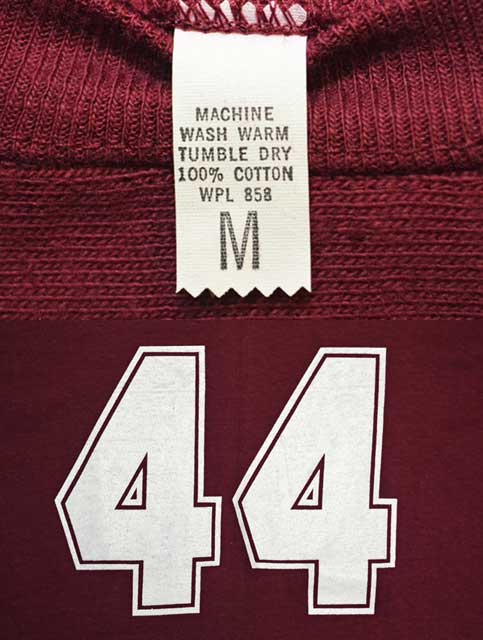 MACHINE
WASH WARM
TUMBLE DRY
100% COTTON
WPL 858
M
44